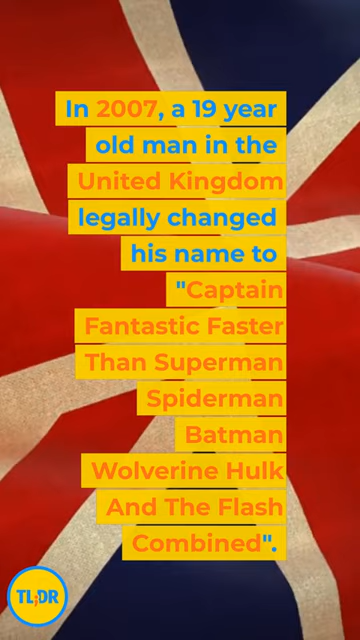 In 2007, a 19 year
old man in the
United Kingdom
legally changed
his name to
"Captain
Fantastic Faster
Than Superman
Spiderman
Batman
Wolverine Hulk
And The Flash
Combined".
TL;DR